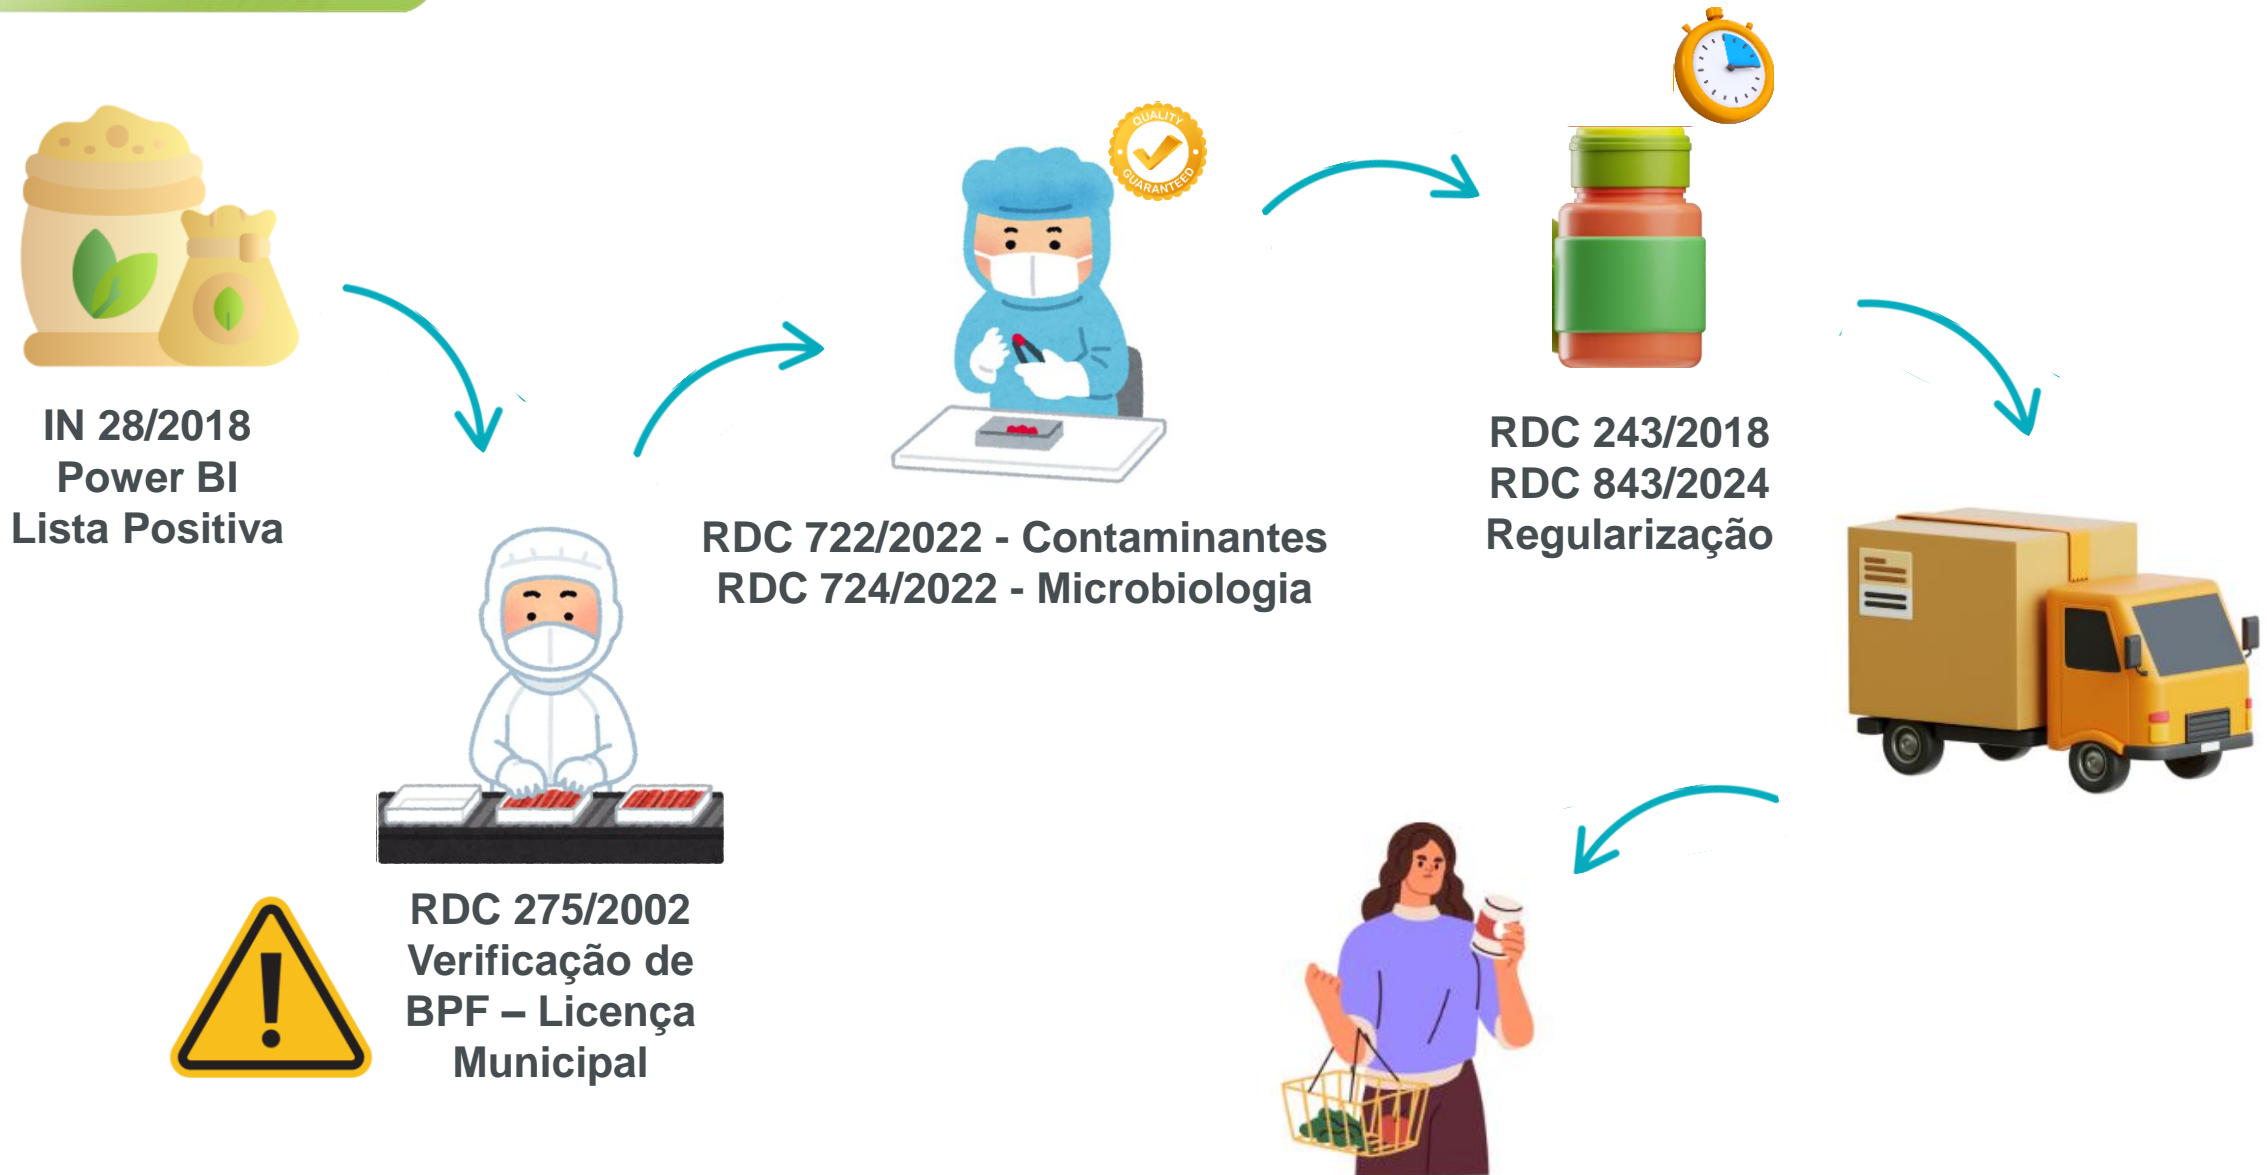 IN 28/2018
Power BI
Lista Positiva
RDC 275/2002
Verificação de
BPF – Licença
Municipal
QUALITY
GUARANTEED
RDC 722/2022 - Contaminantes
RDC 724/2022 - Microbiologia
RDC 243/2018
RDC 843/2024
Regularização